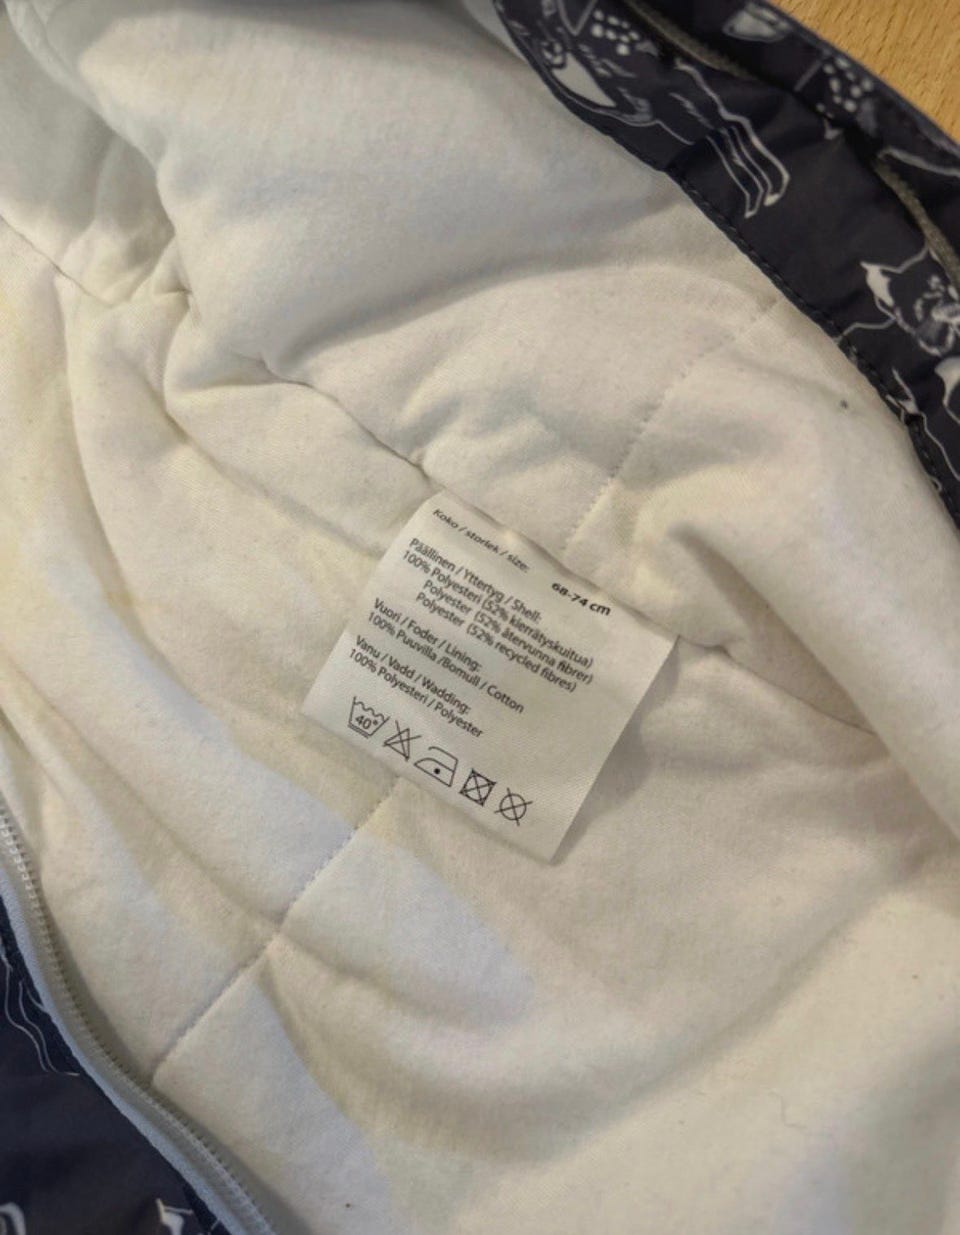 Koko / storlek / size: 68-74 cm
Päällinen / Yttertyg / Shell:
100% Polyesteri (52% kierrätyskuitua)
Polyester (52% återvunna fibrer)
Polyester (52% recycled fibres)
Vuori / Foder / Lining:
100% Puuvilla /Bomull / Cotton
Vanu / Vadd / Wadding:
100% Polyesteri / Polyester
40°